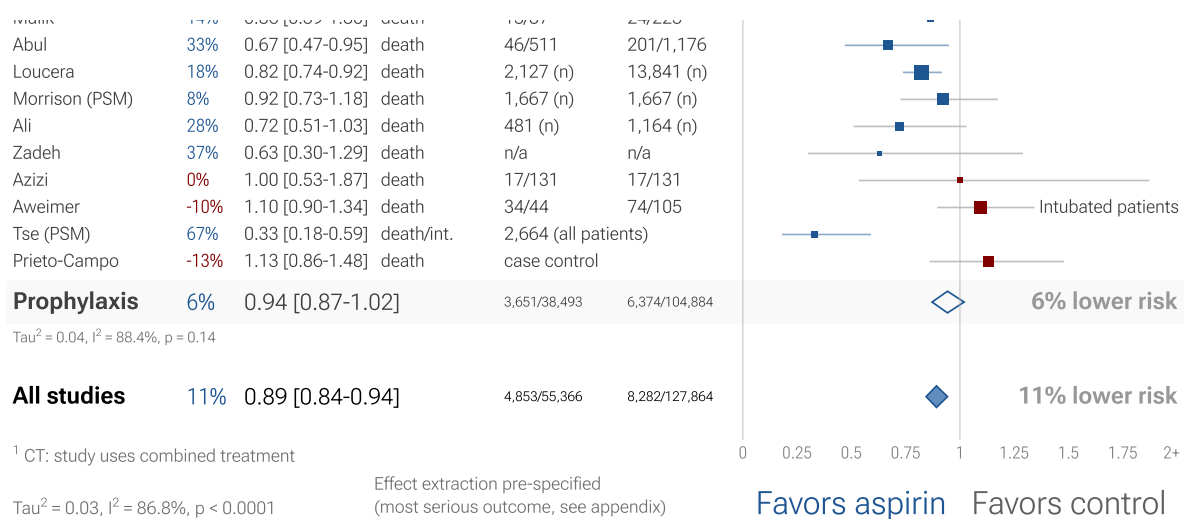 Abul 33% 0.67 [0.47-0.95] death 46/511 201/1,176
Loucera 18% 0.82 [0.74-0.92] death 2,127 (n) 13,841 (n)
Morrison (PSM) 8% 0.92 [0.73-1.18] death 1,667 (n) 1,667 (n)
Ali 28% 0.72 [0.51-1.03] death 481 (n) 1,164 (n)
Zadeh 37% 0.63 [0.30-1.29] death n/a n/a
Azizi 0% 1.00 [0.53-1.87] death 17/131 17/131
Aweimer -10% 1.10 [0.90-1.34] death 34/44 74/105 Intubated patients
Tse (PSM) 67% 0.33 [0.18-0.59] death/int. 2,664 (all patients)
Prieto-Campo -13% 1.13 [0.86-1.48] death case control
Prophylaxis 6% 0.94 [0.87-1.02] 3,651/38,493 6,374/104,884 6% lower risk
Tau² = 0.04, I² = 88.4%, p = 0.14
All studies 11% 0.89 [0.84-0.94] 4,853/55,366 8,282/127,864 11% lower risk
0 0.25 0.5 0.75 1 1.25 1.5 1.75 2+
¹ CT: study uses combined treatment
Tau² = 0.03, I² = 86.8%, p < 0.0001
Effect extraction pre-specified
(most serious outcome, see appendix)
Favors aspirin Favors control